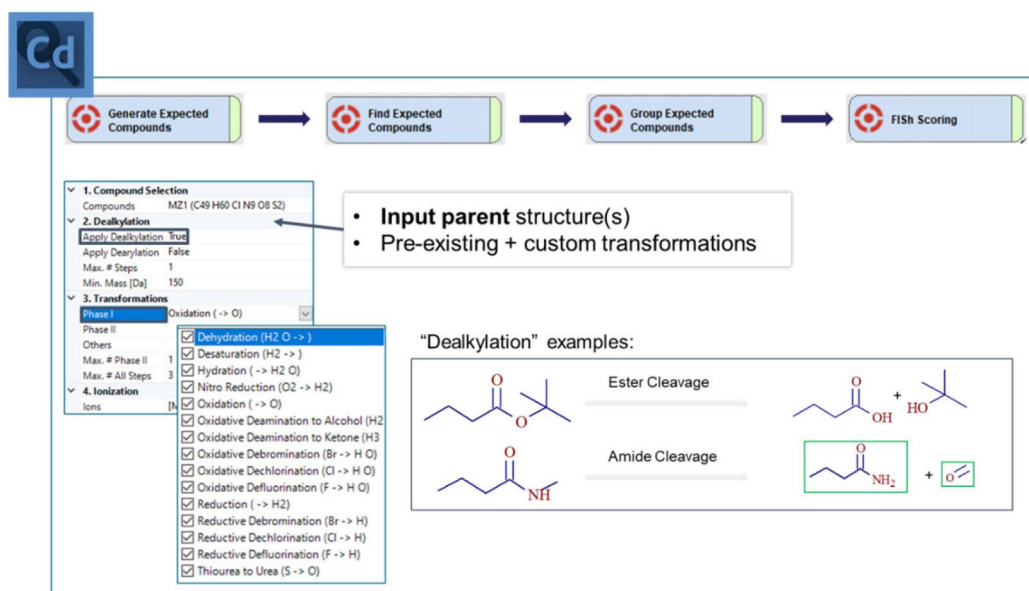 Cd
Generate Expected
Compounds
Find Expected
Compounds
Group Expected
Compounds
FISh Scoring
1. Compound Selection
Compounds MZ1 (C49 H60 Cl N9 O8 S2)
2. Dealkylation
Apply Dealkylation True
Apply Dearylation False
Max. # Steps 1
Min. Mass [Da] 150
3. Transformations
Phase I Oxidation ( -> O)
Phase II
Others
Max. # Phase II 1
Max. # All Steps 3
4. Ionization
Ions [M
Dehydration (H2 O -> )
Desaturation (H2 -> )
Hydration ( -> H2 O)
Nitro Reduction (O2 -> H2)
Oxidation ( -> O)
Oxidative Deamination to Alcohol (H2
Oxidative Deamination to Ketone (H3
Oxidative Debromination (Br -> H O)
Oxidative Dechlorination (Cl -> H O)
Oxidative Defluorination (F -> H O)
Reduction ( -> H2)
Reductive Debromination (Br -> H)
Reductive Dechlorination (Cl -> H)
Reductive Defluorination (F -> H)
Thiourea to Urea (S -> O)
• Input parent structure(s)
• Pre-existing + custom transformations
"Dealkylation" examples:
O
O
Ester Cleavage
O
OH
+
HO
O
NH
Amide Cleavage
O
NH2
+
O